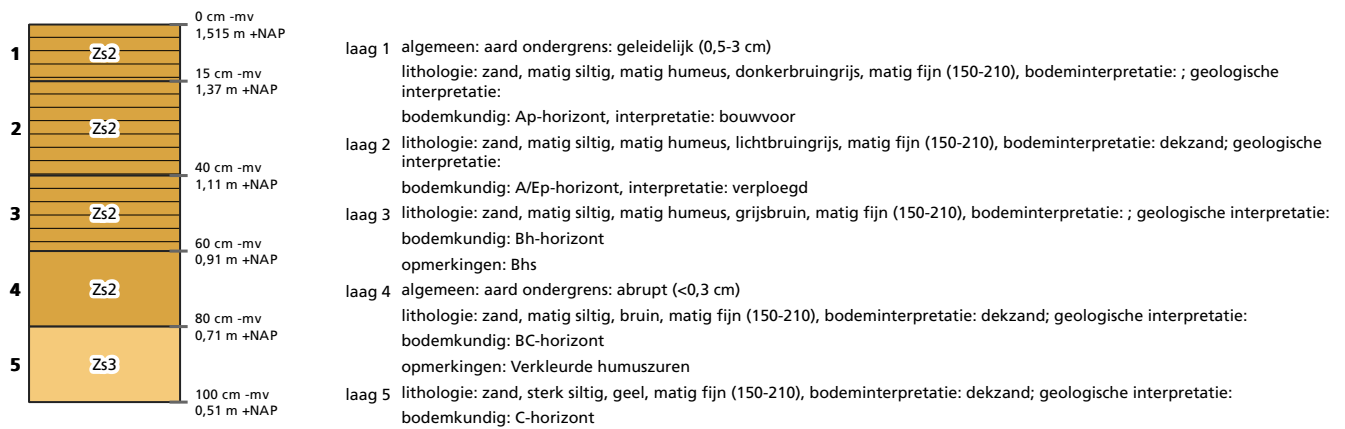 0 cm -mv
1,515 m +NAP
1
Zs2
15 cm -mv
1,37 m +NAP
2
Zs2
40 cm -mv
1,11 m +NAP
3
Zs2
60 cm -mv
0,91 m +NAP
4
Zs2
80 cm -mv
0,71 m +NAP
5
Zs3
100 cm -mv
0,51 m +NAP
laag 1 algemeen: aard ondergrens: geleidelijk (0,5-3 cm)
lithologie: zand, matig siltig, matig humeus, donkerbruingrijs, matig fijn (150-210), bodeminterpretatie: ; geologische
interpretatie:
bodemkundig: Ap-horizont, interpretatie: bouwvoor
laag 2 lithologie: zand, matig siltig, matig humeus, lichtbruingrijs, matig fijn (150-210), bodeminterpretatie: dekzand; geologische
interpretatie:
bodemkundig: A/Ep-horizont, interpretatie: verploegd
laag 3 lithologie: zand, matig siltig, matig humeus, grijsbruin, matig fijn (150-210), bodeminterpretatie: ; geologische interpretatie:
bodemkundig: Bh-horizont
opmerkingen: Bhs
laag 4 algemeen: aard ondergrens: abrupt (<0,3 cm)
lithologie: zand, matig siltig, bruin, matig fijn (150-210), bodeminterpretatie: dekzand; geologische interpretatie:
bodemkundig: BC-horizont
opmerkingen: Verkleurde humuszuren
laag 5 lithologie: zand, sterk siltig, geel, matig fijn (150-210), bodeminterpretatie: dekzand; geologische interpretatie:
bodemkundig: C-horizont